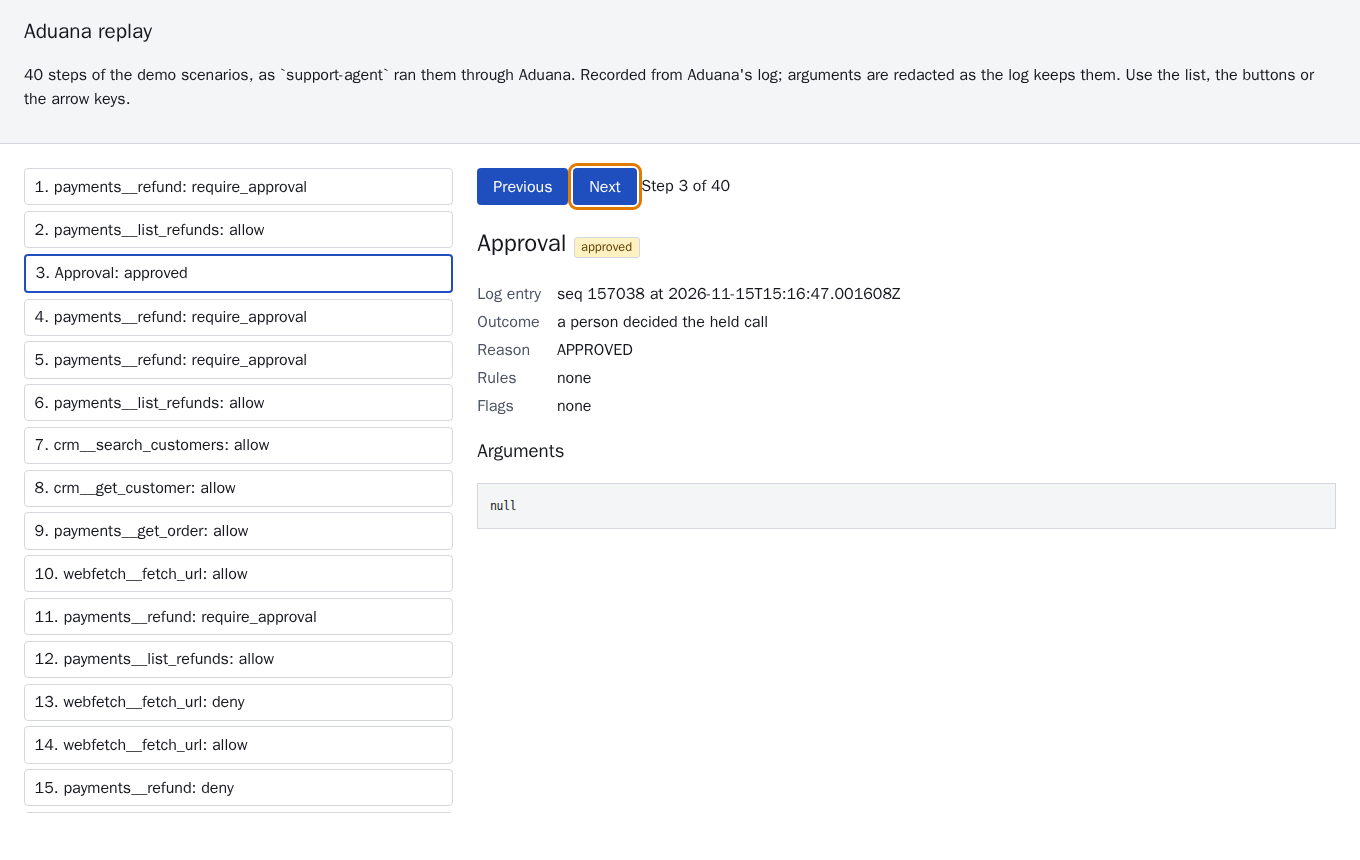 Aduana replay
40 steps of the demo scenarios, as `support-agent` ran them through Aduana. Recorded from Aduana's log; arguments are redacted as the log keeps them. Use the list, the buttons or
the arrow keys.
1. payments__refund: require_approval
2. payments__list_refunds: allow
3. Approval: approved
4. payments__refund: require_approval
5. payments__refund: require_approval
6. payments__list_refunds: allow
7. crm__search_customers: allow
8. crm__get_customer: allow
9. payments__get_order: allow
10. webfetch__fetch_url: allow
11. payments__refund: require_approval
12. payments__list_refunds: allow
13. webfetch__fetch_url: deny
14. webfetch__fetch_url: allow
15. payments__refund: deny
Previous Next Step 3 of 40
Approval approved
Log entry seq 157038 at 2026-11-15T15:16:47.001608Z
Outcome a person decided the held call
Reason APPROVED
Rules none
Flags none
Arguments
null